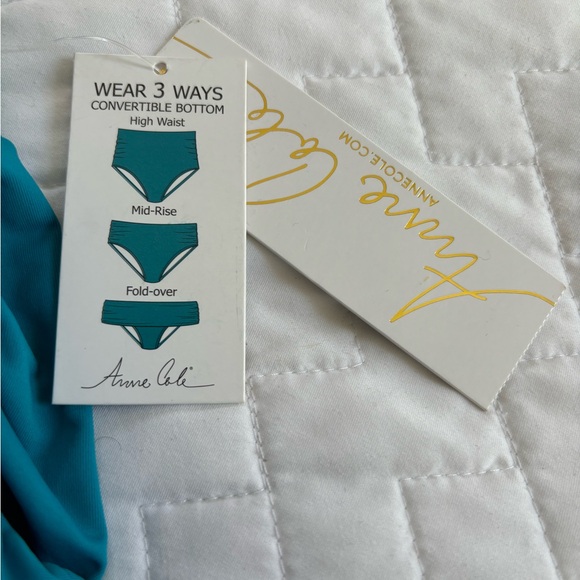 WEAR 3 WAYS
CONVERTIBLE BOTTOM
High Waist
Mid-Rise
Fold-over
Anne Cole®
Anne Cole
ANNECOLE.COM